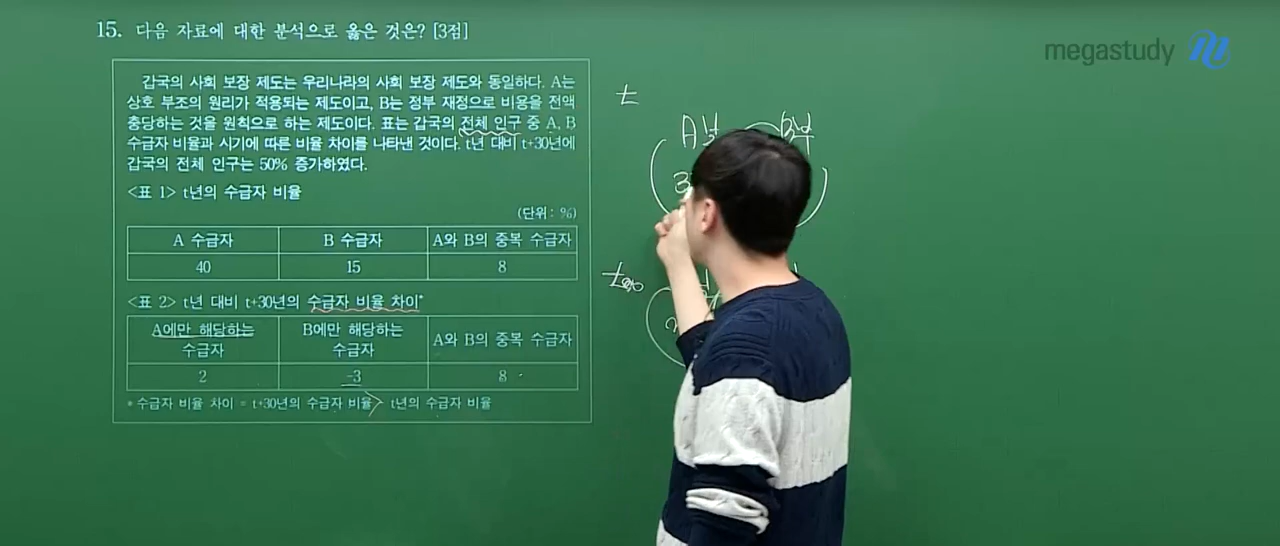 15. 다음 자료에 대한 분석으로 옳은 것은? [3점]
megastudy
갑국의 사회 보장 제도는 우리나라의 사회 보장 제도와 동일하다. A는
상호 부조의 원리가 적용되는 제도이고, B는 정부 재정으로 비용을 전액
충당하는 것을 원칙으로 하는 제도이다. 표는 갑국의 전체 인구 중 A, B
수급자 비율과 시기에 따른 비율 차이를 나타낸 것이다. t년 대비 t+30년에
갑국의 전체 인구는 50% 증가하였다.
<표 1> t년의 수급자 비율
(단위: %)
A 수급자 B 수급자 A와 B의 중복 수급자
40 15 8
<표 2> t년 대비 t+30년의 수급자 비율 차이*
A에만 해당하는 수급자 B에만 해당하는 수급자 A와 B의 중복 수급자
2 -3 8
* 수급자 비율 차이 = t+30년의 수급자 비율 - t년의 수급자 비율
t
A
3